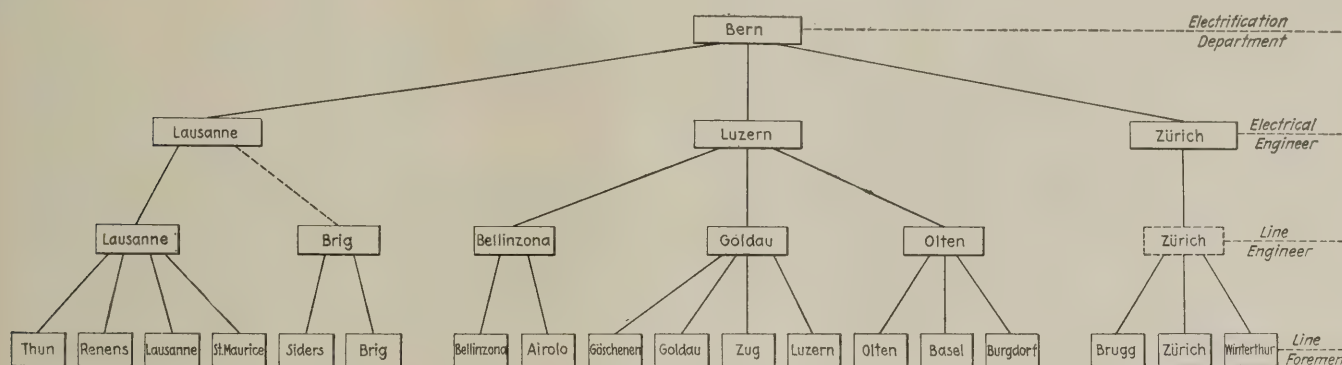 Bern
Electrification
Department
Lausanne
Luzern
Zürich
Electrical
Engineer
Lausanne
Brig
Bellinzona
Göldau
Olten
Zürich
Line
Engineer
Thun
Renens
Lausanne
St.Maurice
Siders
Brig
Bellinzona
Airolo
Göschenen
Goldau
Zug
Luzern
Olten
Basel
Burgdorf
Brugg
Zürich
Winterthur
Line
Foremen